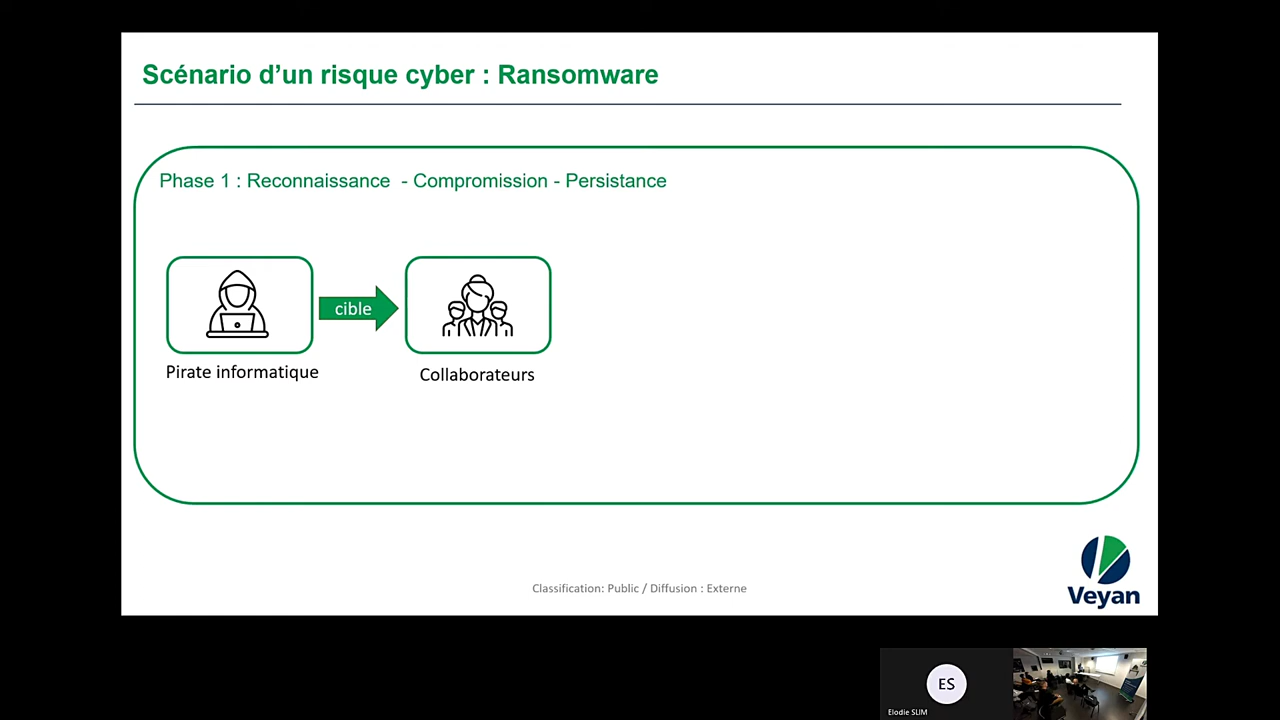 Scénario d’un risque cyber : Ransomware
Phase 1 : Reconnaissance - Compromission - Persistance
cible
Pirate informatique
Collaborateurs
Classification: Public / Diffusion : Externe
Veyan
ES
Elodie SLIM